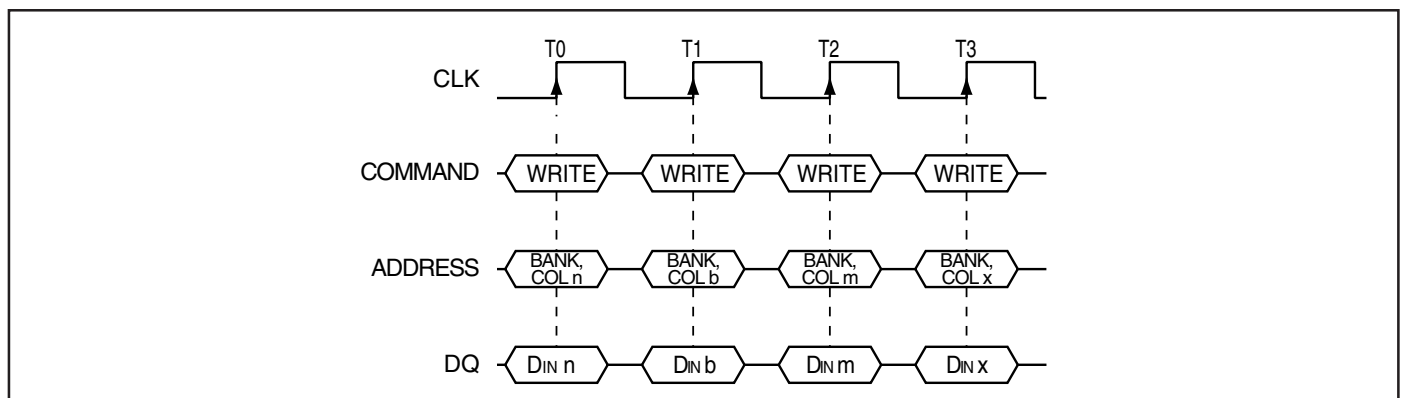 T0 T1 T2 T3
CLK
COMMAND WRITE WRITE WRITE WRITE
ADDRESS BANK, COL n BANK, COL b BANK, COL m BANK, COL x
DQ DIN n DIN b DIN m DIN x